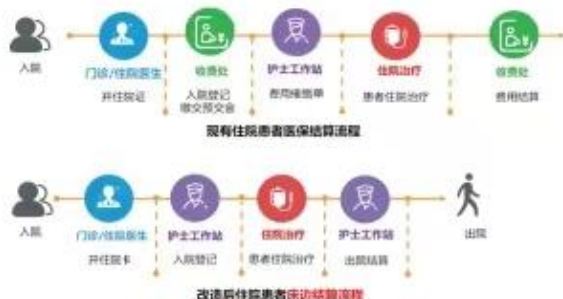 入院
门诊/住院医生
开住院证
收费处
入院登记
缴交预交金
护士工作站
费用催缴单
住院治疗
患者住院治疗
收费处
费用结算
现有住院患者医保结算流程
入院
门诊/住院医生
开住院卡
护士工作站
入院登记
住院治疗
患者住院治疗
护士工作站
出院结算
出院
改造后住院患者床边结算流程